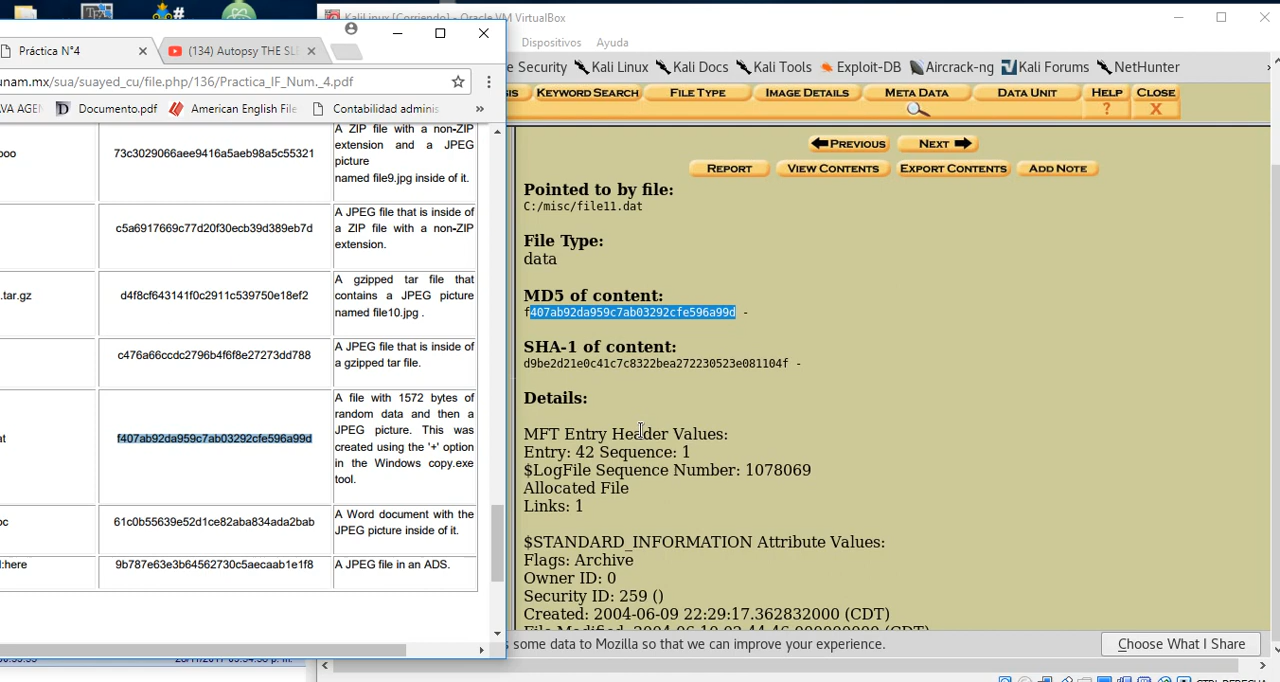 KaliLinux [Corriendo] - Oracle VM VirtualBox
Práctica N°4
(134) Autopsy THE SL
Dispositivos Ayuda
unam.mx/sua/suayed_cu/file.php/136/Practica_IF_Num._4.pdf
e Security Kali Linux Kali Docs Kali Tools Exploit-DB Aircrack-ng Kali Forums NetHunter
VA AGEN Documento.pdf American English File Contabilidad adminis »
IS KEYWORD SEARCH FILE TYPE IMAGE DETAILS META DATA DATA UNIT HELP CLOSE
? X
ooo
73c3029066aee9416a5aeb98a5c55321
A ZIP file with a non-ZIP
extension and a JPEG
picture
named file9.jpg inside of it.
c5a6917669c77d20f30ecb39d389eb7d
A JPEG file that is inside of
a ZIP file with a non-ZIP
extension.
.tar.gz
d4f8cf643141f0c2911c539750e18ef2
A gzipped tar file that
contains a JPEG picture
named file10.jpg .
c476a66ccdc2796b4f6f8e27273dd788
A JPEG file that is inside of
a gzipped tar file.
at
f407ab92da959c7ab03292cfe596a99d
A file with 1572 bytes of
random data and then a
JPEG picture. This was
created using the '+' option
in the Windows copy.exe
tool.
oc
61c0b55639e52d1ce82aba834ada2bab
A Word document with the
JPEG picture inside of it.
l:here
9b787e63e3b64562730c5aecaab1e1f8
A JPEG file in an ADS.
PREVIOUS NEXT
REPORT VIEW CONTENTS EXPORT CONTENTS ADD NOTE
Pointed to by file:
C:/misc/file11.dat
File Type:
data
MD5 of content:
f407ab92da959c7ab03292cfe596a99d -
SHA-1 of content:
d9be2d21e0c41c7c8322bea272230523e081104f -
Details:
MFT Entry Header Values:
Entry: 42 Sequence: 1
$LogFile Sequence Number: 1078069
Allocated File
Links: 1
$STANDARD_INFORMATION Attribute Values:
Flags: Archive
Owner ID: 0
Security ID: 259 ()
Created: 2004-06-09 22:29:17.362832000 (CDT)
s some data to Mozilla so that we can improve your experience.
Choose What I Share